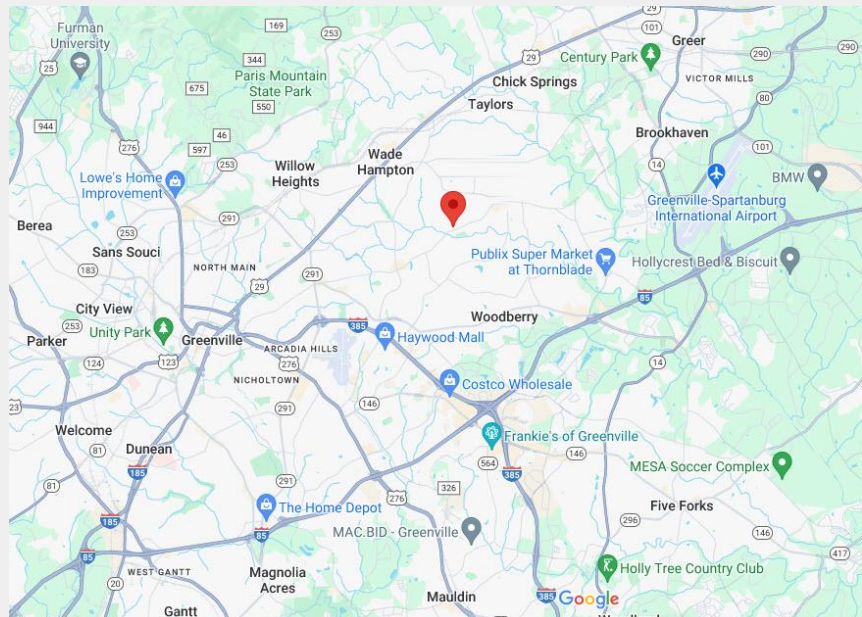 29
Furman
University
169
253
29
Greer
101
101
290
290
Century Park
344
Paris Mountain
State Park
25
675
550
Chick Springs
Taylors
VICTOR MILLS
80
944
46
276
597
253
Wade
Hampton
Willow
Heights
Brookhaven
14
101
Lowe's Home
Improvement
BMW
Greenville-Spartanburg
International Airport
291
Berea
253
Sans Souci
183
NORTH MAIN
Publix Super Market
at Thornblade
Hollycrest Bed & Biscuit
291
29
85
City View
253
Unity Park
Parker
Greenville
385
Woodberry
Haywood Mall
ARCADIA HILLS
276
124
123
14
NICHOLTOWN
Costco Wholesale
23
291
146
Welcome
81
Dunean
Frankie's of Greenville
146
564
MESA Soccer Complex
185
81
291
385
276
326
The Home Depot
85
Five Forks
185
296
MAC.BID - Greenville
146
85
417
WEST GANTT
20
Magnolia
Acres
Holly Tree Country Club
Mauldin
385
Google
Gantt